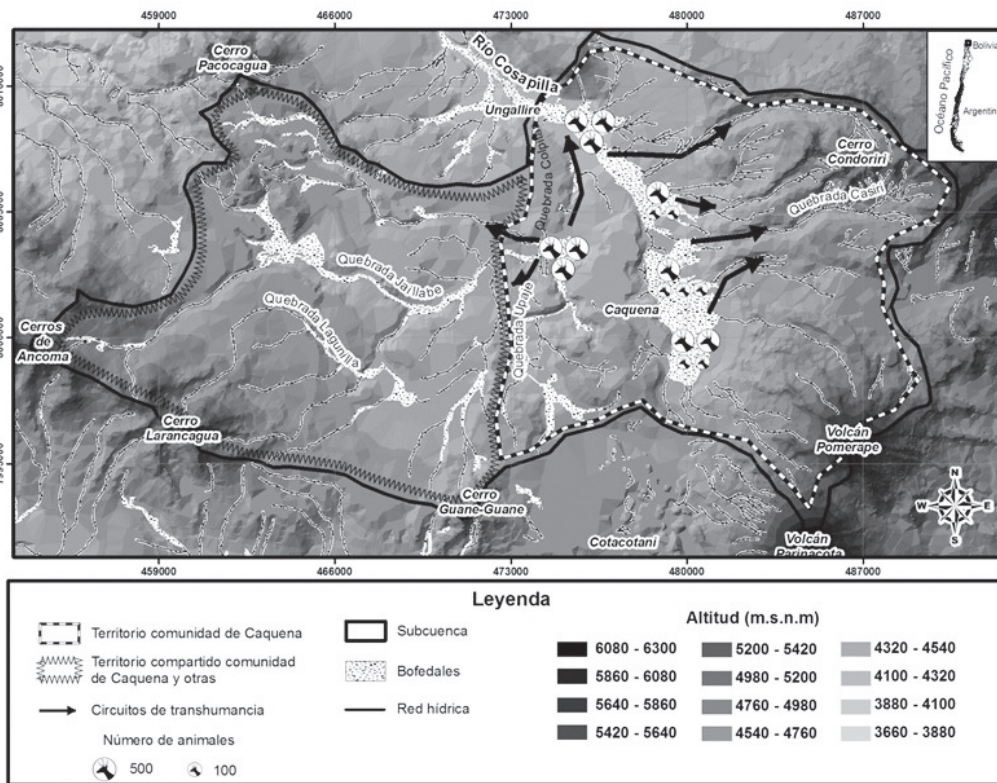 459000 466000 473000 480000 487000
Cerro
Pacocagua
Río Cosapilla
Ungallire
Bolivia
Océano Pacífico
Cerro
Condoriri
Quebrada Casiri
Quebrada Jaillabe
Quebrada Lagunilla
Quebrada Upaje
Caquena
Cerros
de
Ancoma
Cerro
Larancagua
Volcán
Pomerape
Cerro
Guane-Guane
Cotacotani
Volcán
Parinacota
N
W E
S
459000 466000 473000 480000 487000
Leyenda
Territorio comunidad de Caquena
Territorio compartido comunidad
de Caquena y otras
Circuitos de transhumancia
Número de animales
500 100
Subcuenca
Bofedales
Red hídrica
Altitud (m.s.n.m)
6080 - 6300
5860 - 6080
5640 - 5860
5420 - 5640
5200 - 5420
4980 - 5200
4760 - 4980
4540 - 4760
4320 - 4540
4100 - 4320
3880 - 4100
3660 - 3880